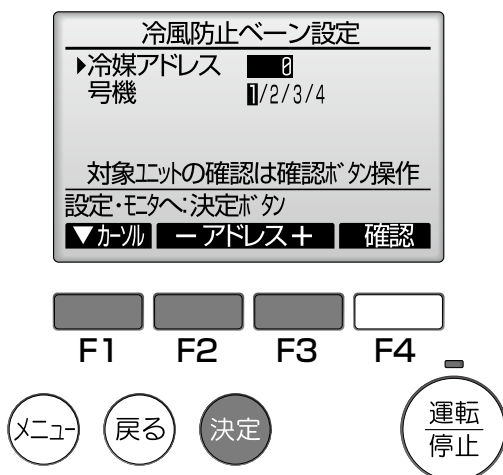 冷風防止ベーン設定
▶冷媒アドレス 0
号機 1/2/3/4
対象ユニットの確認は確認ボタン操作
設定・モニタへ:決定ボタン
▼カーソル － アドレス ＋ 確認
F1 F2 F3 F4
メニュー 戻る 決定 運転
停止